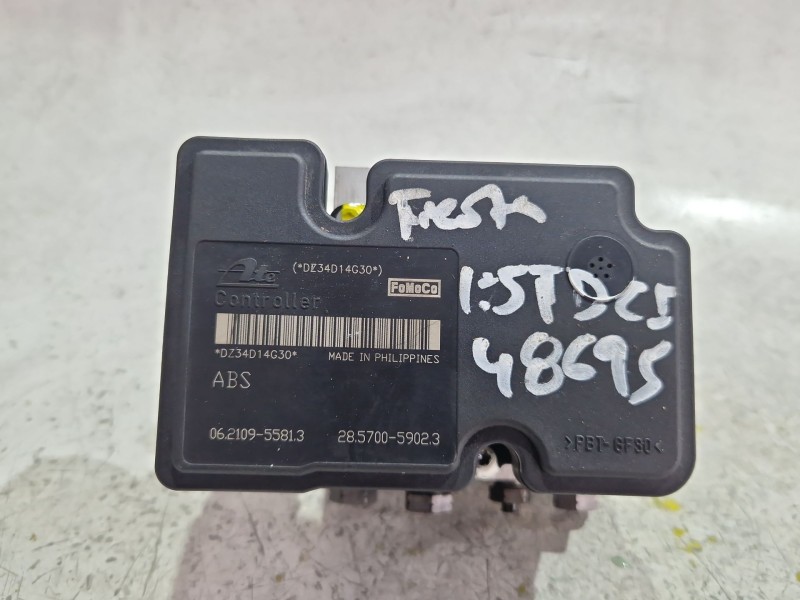 Ate
(*DZ34D14G30*)
FoMoCo
Controller
*DZ34D14G30*
MADE IN PHILIPPINES
ABS
06.2109-5581.3
28.5700-5902.3
Fiesta
1:5TDCI
48695
>PBT-GF30<